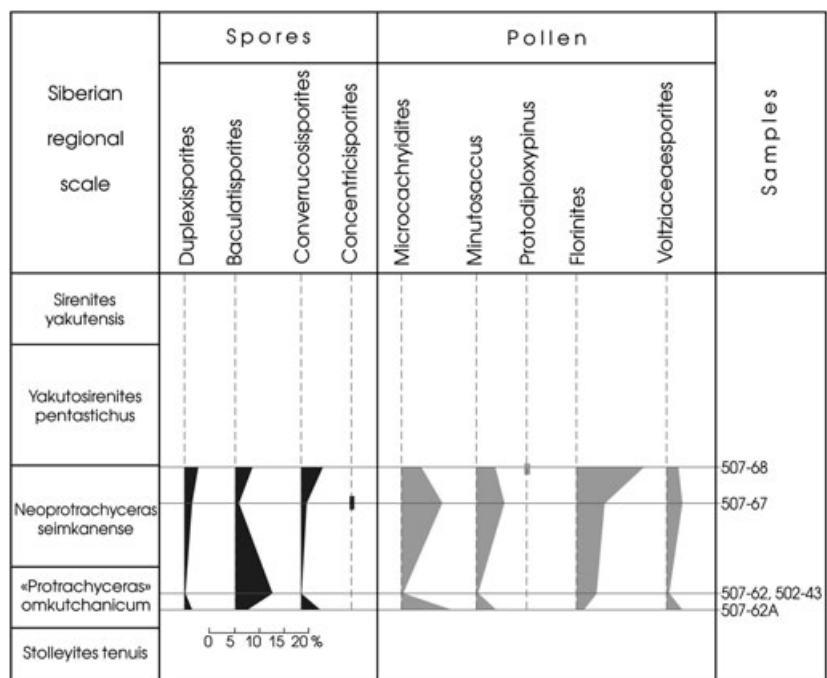 Siberian
regional
scale
Spores
Pollen
Duplexisporites
Baculatisporites
Converrucosisporites
Concentricisporites
Microcachryidites
Minutosaccus
Protodiploxypinus
Florinites
Voltziaceaesporites
Samples
Sirenites
yakutensis
Yakutosirenites
pentastichus
Neoprotrachyceras
seimkanense
«Protrachyceras»
omkutchanicum
Stolleyites tenuis
507-68
507-67
507-62, 502-43
507-62A
0 5 10 15 20 %